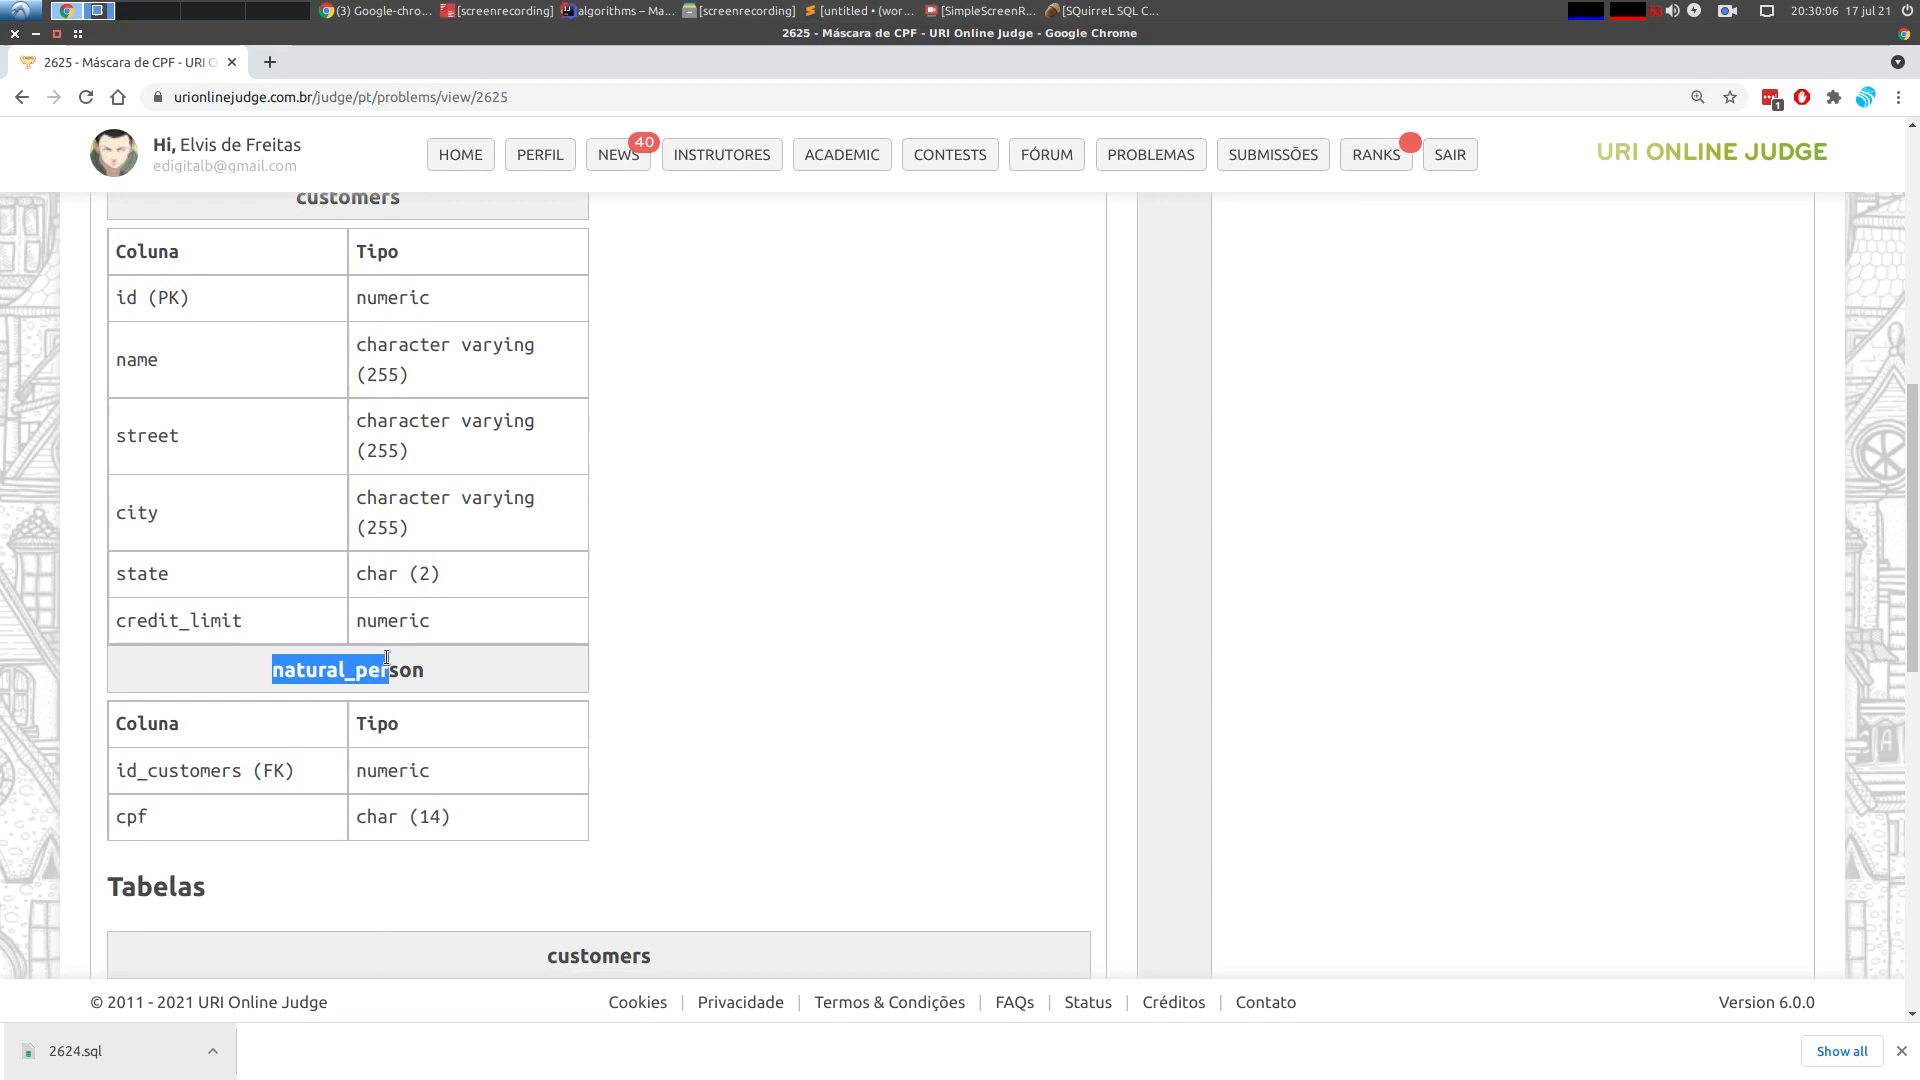 (3) Google-chro... [screenrecording] algorithms – Ma... [screenrecording] [untitled • (wor... [SimpleScreenR... [SQuirreL SQL C... 20:30:06 17 jul 21
2625 - Máscara de CPF - URI Online Judge - Google Chrome
2625 - Máscara de CPF - URI O
urionlinejudge.com.br/judge/pt/problems/view/2625
1
Hi, Elvis de Freitas
edigitalb@gmail.com
HOME PERFIL NEWS 40 INSTRUTORES ACADEMIC CONTESTS FÓRUM PROBLEMAS SUBMISSÕES RANKS SAIR
URI ONLINE JUDGE
customers
Coluna Tipo
id (PK) numeric
name character varying
(255)
street character varying
(255)
city character varying
(255)
state char (2)
credit_limit numeric
natural_person
Coluna Tipo
id_customers (FK) numeric
cpf char (14)
Tabelas
customers
© 2011 - 2021 URI Online Judge Cookies | Privacidade | Termos & Condições | FAQs | Status | Créditos | Contato Version 6.0.0
2624.sql Show all